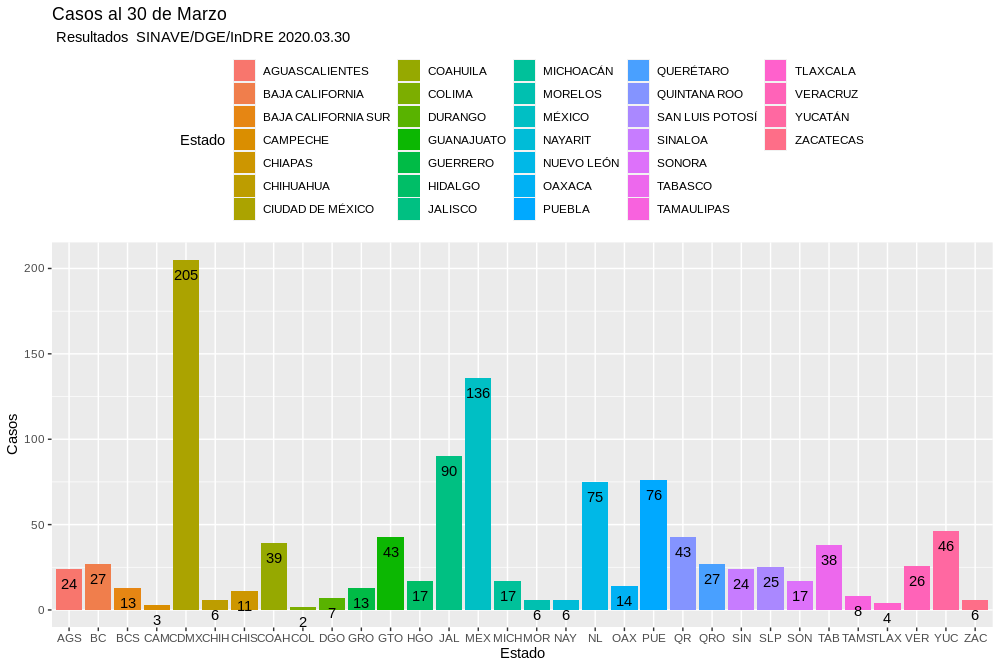 Casos al 30 de Marzo
Resultados  SINAVE/DGE/InDRE 2020.03.30
AGUASCALIENTES COAHUILA MICHOACÁN QUERÉTARO TLAXCALA
BAJA CALIFORNIA COLIMA MORELOS QUINTANA ROO VERACRUZ
BAJA CALIFORNIA SUR DURANGO MÉXICO SAN LUIS POTOSÍ YUCATÁN
Estado CAMPECHE GUANAJUATO NAYARIT SINALOA ZACATECAS
CHIAPAS GUERRERO NUEVO LEÓN SONORA
CHIHUAHUA HIDALGO OAXACA TABASCO
CIUDAD DE MÉXICO JALISCO PUEBLA TAMAULIPAS
Casos
200
150
100
50
0
24 27 13 3 205 6 11 39 2 7 13 43 17 90 136 17 6 6 75 14 76 43 27 24 25 17 38 8 4 26 46 6
AGS BC BCS CAM CDMX CHIH CHIS COAH COL DGO GRO GTO HGO JAL MEX MICH MOR NAY NL OAX PUE QR QRO SIN SLP SON TAB TAMS TLAX VER YUC ZAC
Estado